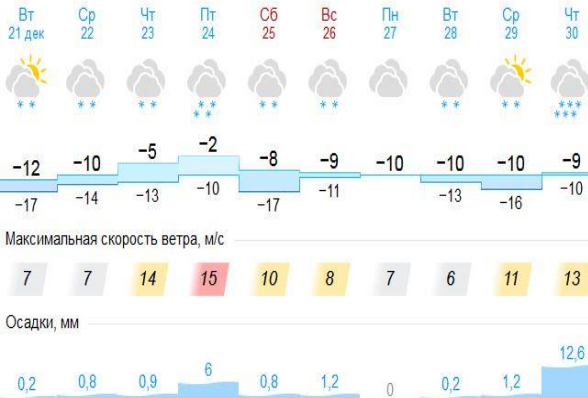 Вт Ср Чт Пт Сб Вс Пн Вт Ср Чт
21 дек 22 23 24 25 26 27 28 29 30
−12 −10 −5 −2 −8 −9 −10 −10 −10 −9
−17 −14 −13 −10 −17 −11 −13 −16 −10
Максимальная скорость ветра, м/с
7 7 14 15 10 8 7 6 11 13
Осадки, мм
0,2 0,8 0,9 6 0,8 1,2 0 0,2 1,2 12,6